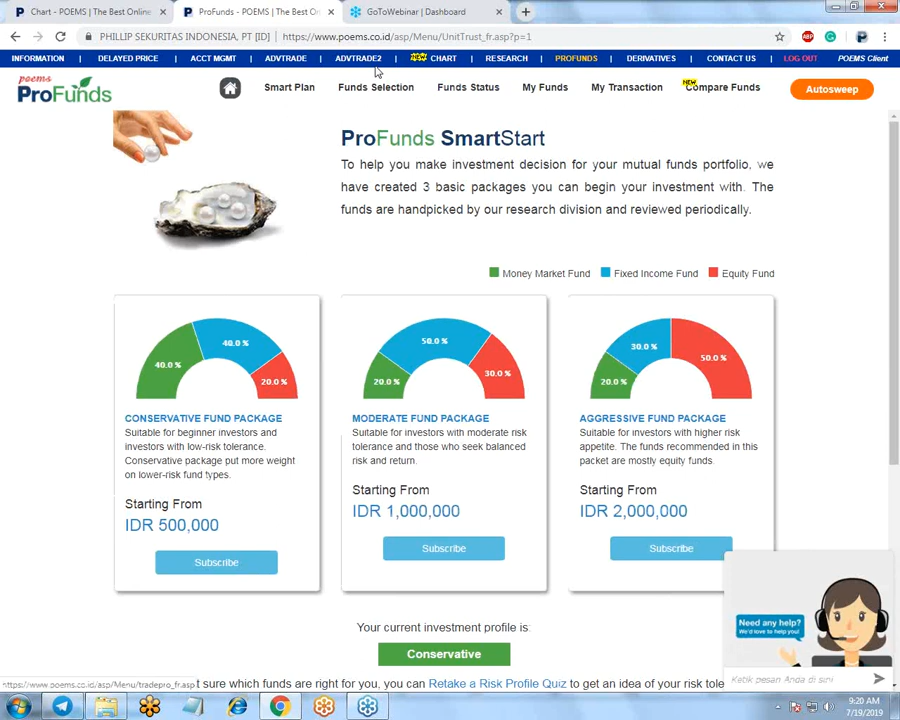 Chart - POEMS | The Best Online
ProFunds - POEMS | The Best On
GoToWebinar | Dashboard
PHILLIP SEKURITAS INDONESIA, PT [ID] | https://www.poems.co.id/asp/Menu/UnitTrust_fr.asp?p=1
ABP
INFORMATION | DELAYED PRICE | ACCT MGMT | ADVTRADE | ADVTRADE2 | NEW CHART | RESEARCH | PROFUNDS | DERIVATIVES | CONTACT US | LOG OUT POEMS Client
poems
ProFunds
Smart Plan Funds Selection Funds Status My Funds My Transaction NEW Compare Funds Autosweep
ProFunds SmartStart
To help you make investment decision for your mutual funds portfolio, we
have created 3 basic packages you can begin your investment with. The
funds are handpicked by our research division and reviewed periodically.
Money Market Fund Fixed Income Fund Equity Fund
40.0 %
40.0 %
20.0 %
CONSERVATIVE FUND PACKAGE
Suitable for beginner investors and
investors with low-risk tolerance.
Conservative package put more weight
on lower-risk fund types.
Starting From
IDR 500,000
Subscribe
20.0 %
50.0 %
30.0 %
MODERATE FUND PACKAGE
Suitable for investors with moderate risk
tolerance and those who seek balanced
risk and return.
Starting From
IDR 1,000,000
Subscribe
20.0 %
30.0 %
50.0 %
AGGRESSIVE FUND PACKAGE
Suitable for investors with higher risk
appetite. The funds recommended in this
packet are mostly equity funds.
Starting From
IDR 2,000,000
Subscribe
Need any help?
We'd love to help you!
Ketik pesan Anda di sini
Your current investment profile is:
Conservative
t sure which funds are right for you, you can Retake a Risk Profile Quiz to get an idea of your risk tole
https://www.poems.co.id/asp/Menu/tradepro_fr.asp
9:20 AM
7/19/2019